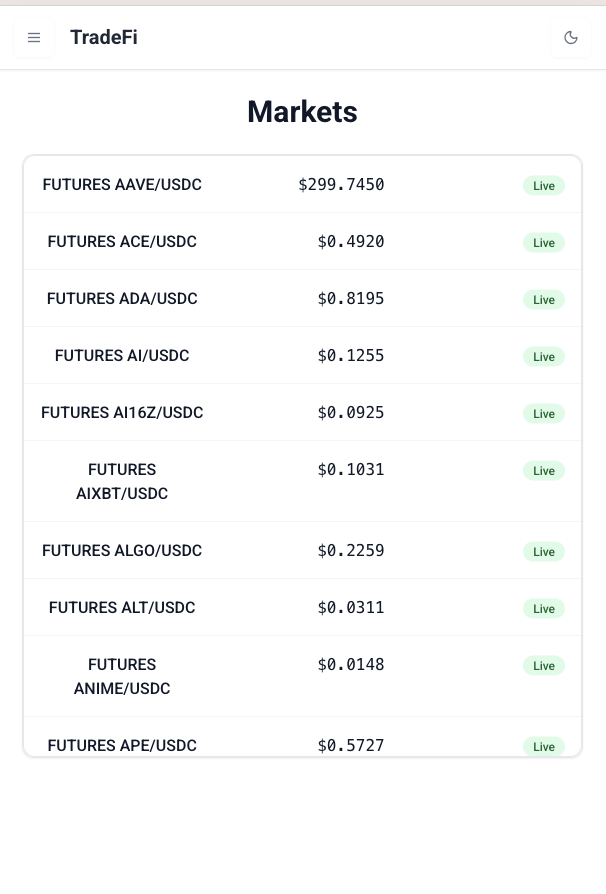 TradeFi
Markets
FUTURES AAVE/USDC $299.7450 Live
FUTURES ACE/USDC $0.4920 Live
FUTURES ADA/USDC $0.8195 Live
FUTURES AI/USDC $0.1255 Live
FUTURES AI16Z/USDC $0.0925 Live
FUTURES $0.1031 Live
AIXBT/USDC
FUTURES ALGO/USDC $0.2259 Live
FUTURES ALT/USDC $0.0311 Live
FUTURES $0.0148 Live
ANIME/USDC
FUTURES APE/USDC $0.5727 Live